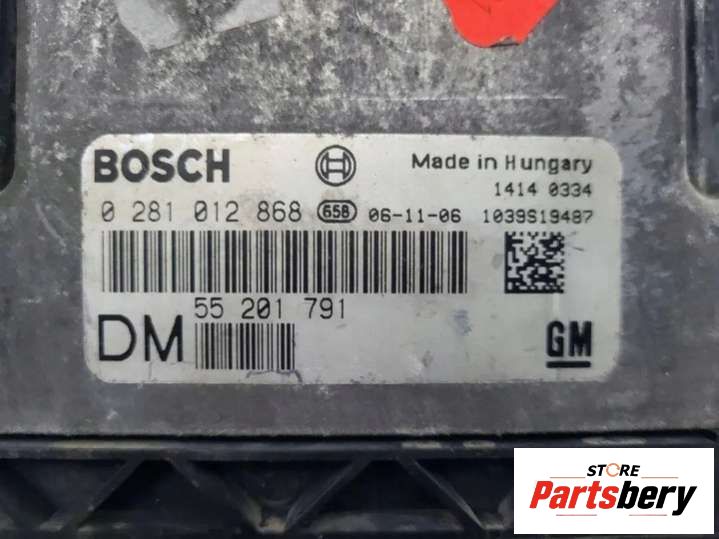 BOSCH
Made in Hungary
1414 0334
0 281 012 868 658 06-11-06 1039S19487
55 201 791
DM
GM
STORE
Partsbery